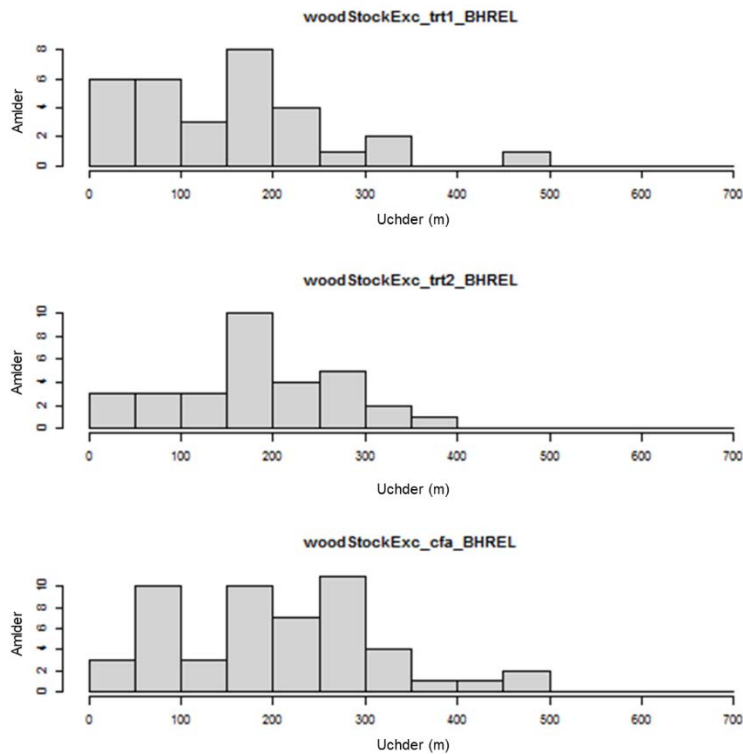 woodStockExc_trt1_BHREL
Amlder
8
6
4
2
0
0 100 200 300 400 500 600 700
Uchder (m)
woodStockExc_trt2_BHREL
Amlder
10
8
6
4
2
0
0 100 200 300 400 500 600 700
Uchder (m)
woodStockExc_cfa_BHREL
Amlder
10
8
6
4
2
0
0 100 200 300 400 500 600 700
Uchder (m)